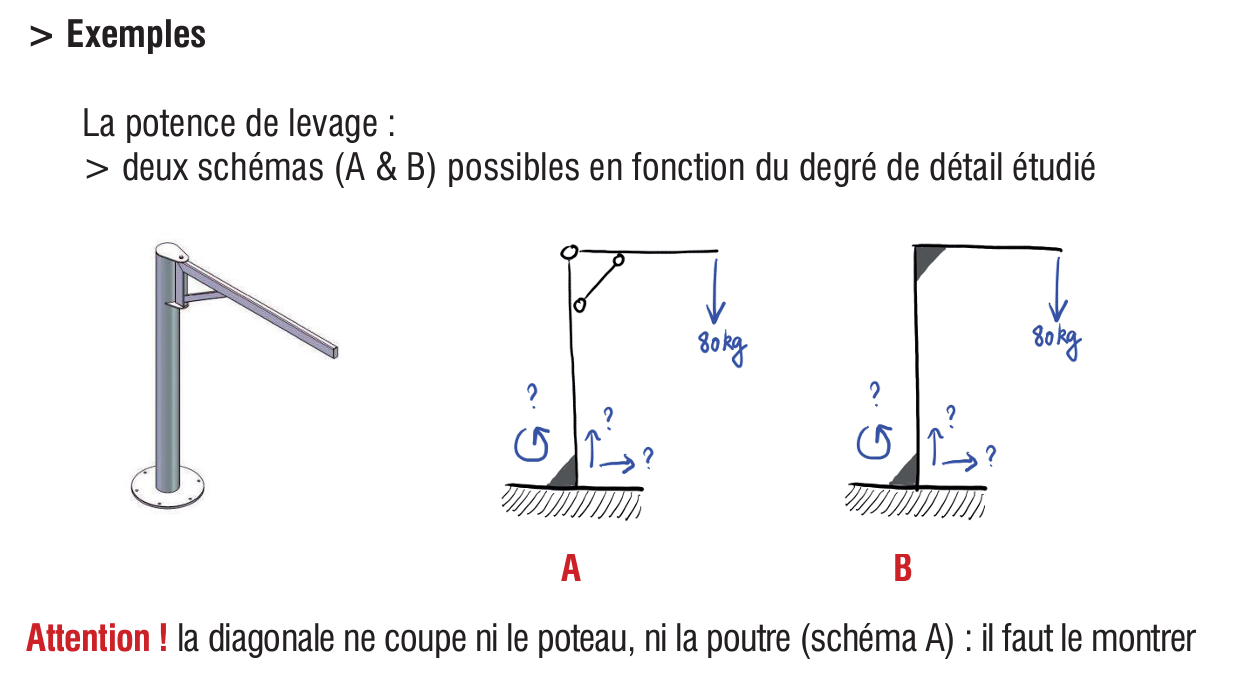 > Exemples
La potence de levage :
> deux schémas (A & B) possibles en fonction du degré de détail étudié
80kg
80kg
?
?
?
?
?
?
A
B
Attention ! la diagonale ne coupe ni le poteau, ni la poutre (schéma A) : il faut le montrer